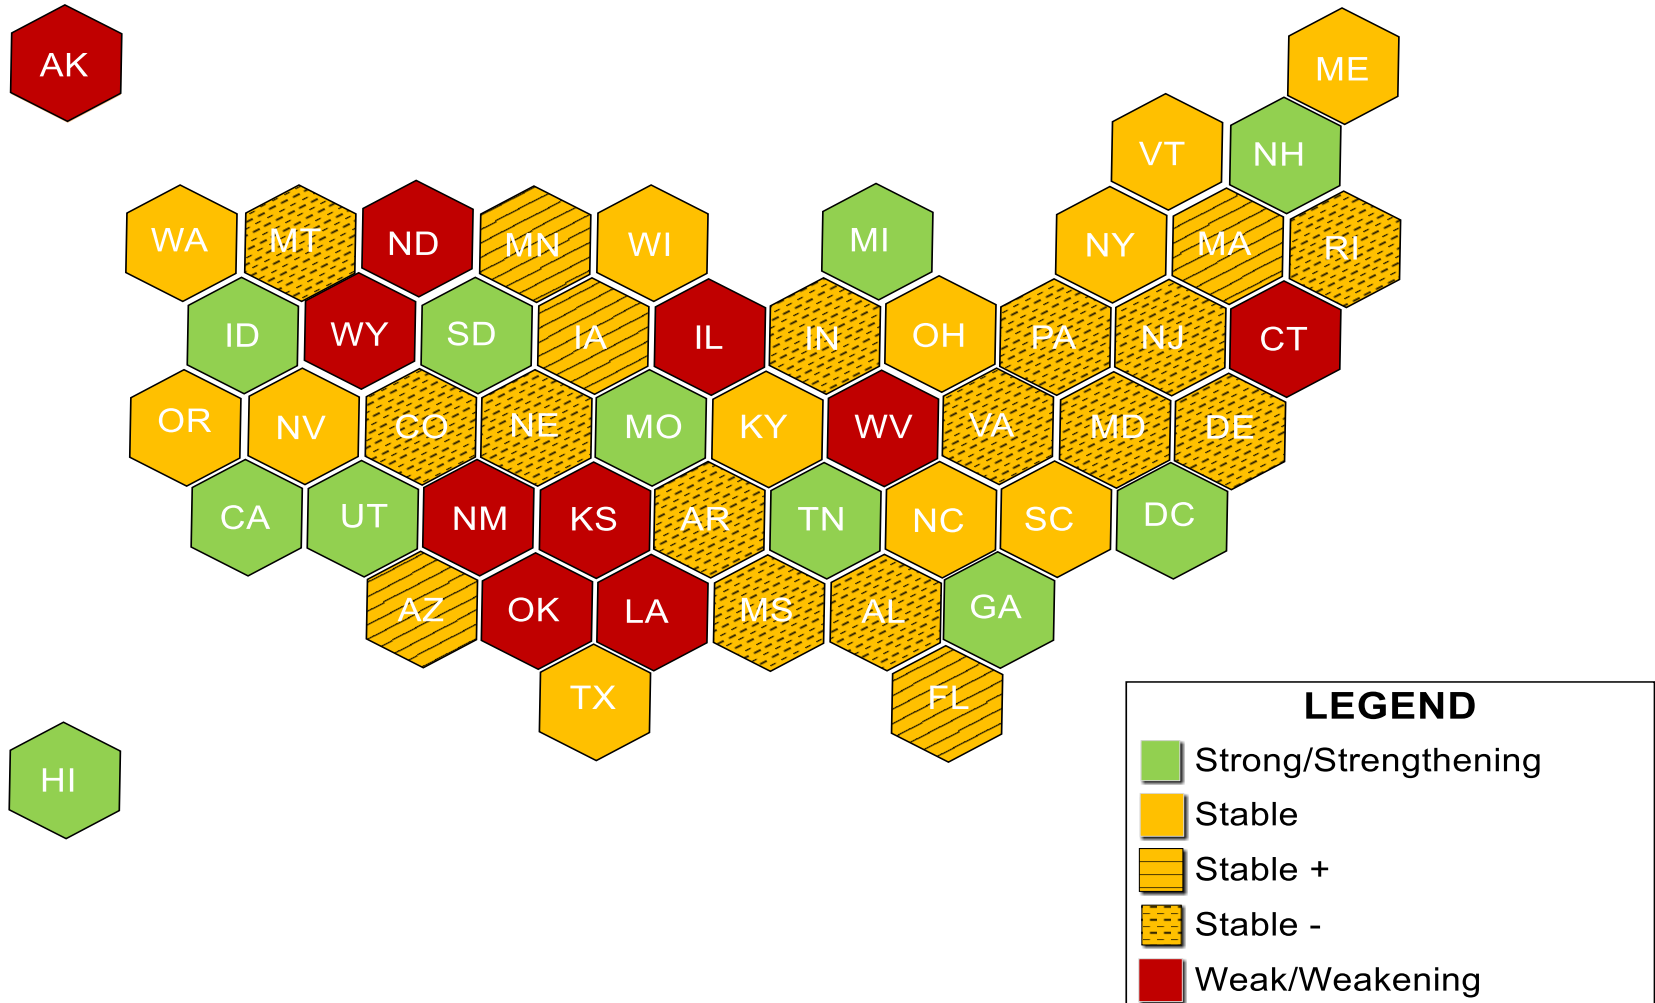 AK
ME
VT
NH
WA
MT
ND
MN
WI
MI
NY
MA
RI
ID
WY
SD
IA
IL
IN
OH
PA
NJ
CT
OR
NV
CO
NE
MO
KY
WV
VA
MD
DE
CA
UT
NM
KS
AR
TN
NC
SC
DC
AZ
OK
LA
MS
AL
GA
TX
FL
HI
LEGEND
Strong/Strengthening
Stable
Stable +
Stable -
Weak/Weakening